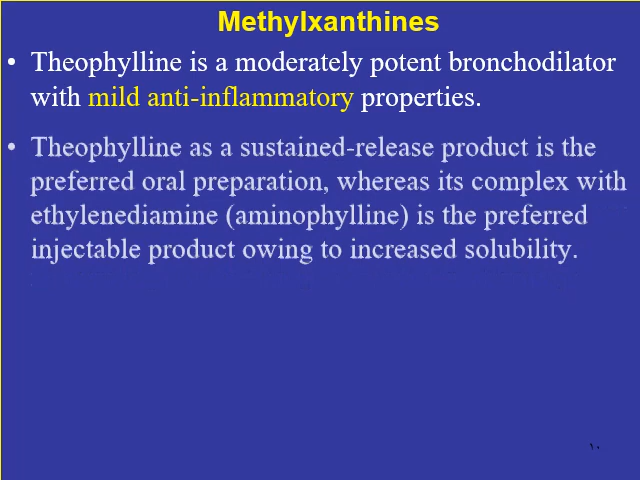 Methylxanthines
• Theophylline is a moderately potent bronchodilator
with mild anti-inflammatory properties.
• Theophylline as a sustained-release product is the
preferred oral preparation, whereas its complex with
ethylenediamine (aminophylline) is the preferred
injectable product owing to increased solubility.
١٠